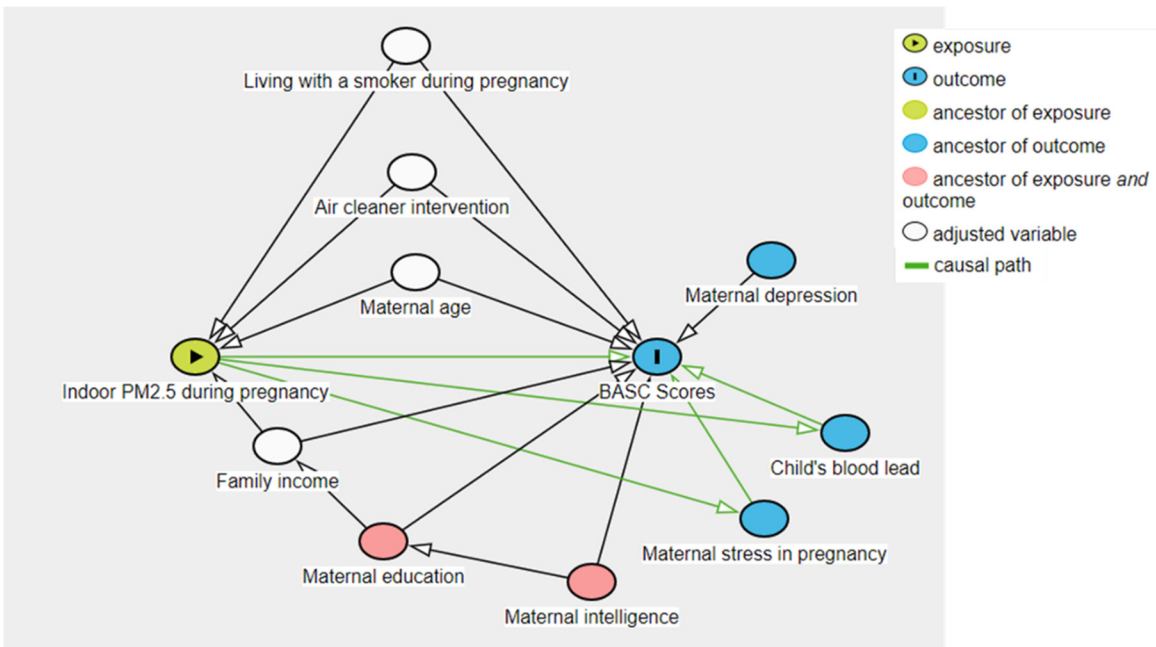 Living with a smoker during pregnancy
Air cleaner intervention
Maternal age
Maternal depression
Indoor PM2.5 during pregnancy
BASC Scores
Family income
Child's blood lead
Maternal stress in pregnancy
Maternal education
Maternal intelligence
exposure
outcome
ancestor of exposure
ancestor of outcome
ancestor of exposure and
outcome
adjusted variable
causal path